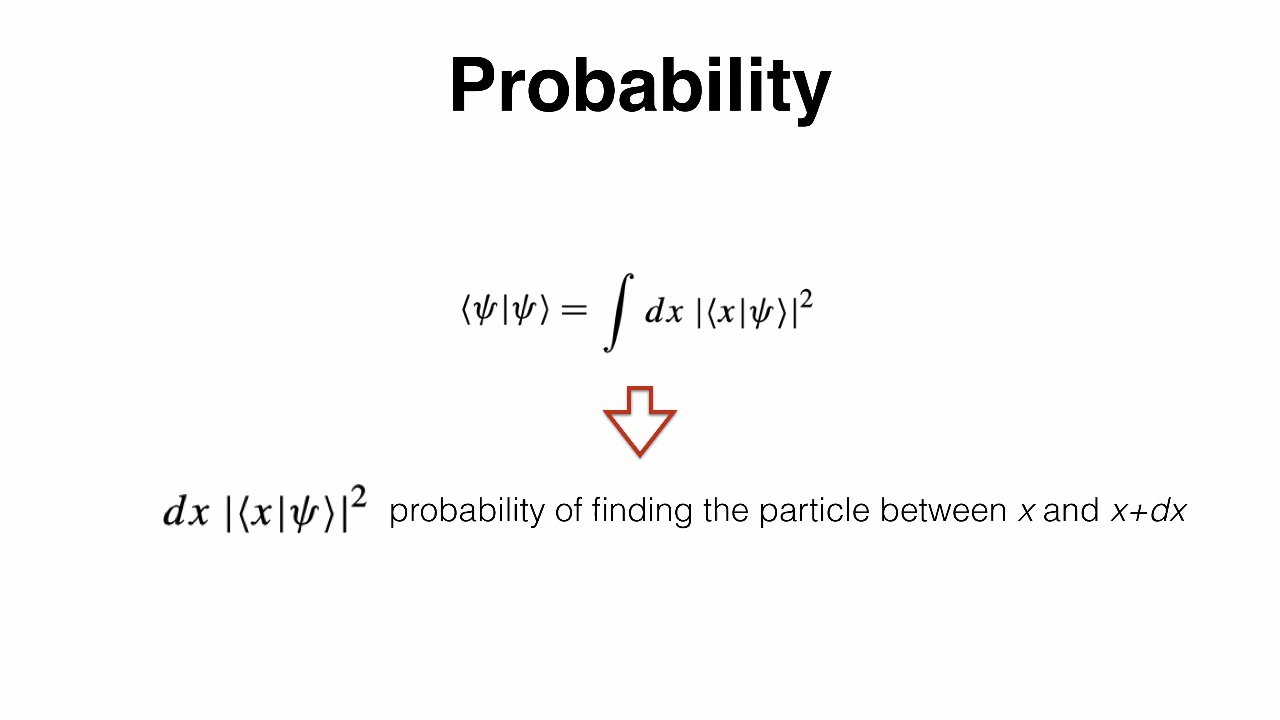 Probability
⟨ψ|ψ⟩ = ∫ dx |⟨x|ψ⟩|²
dx |⟨x|ψ⟩|² probability of finding the particle between x and x+dx